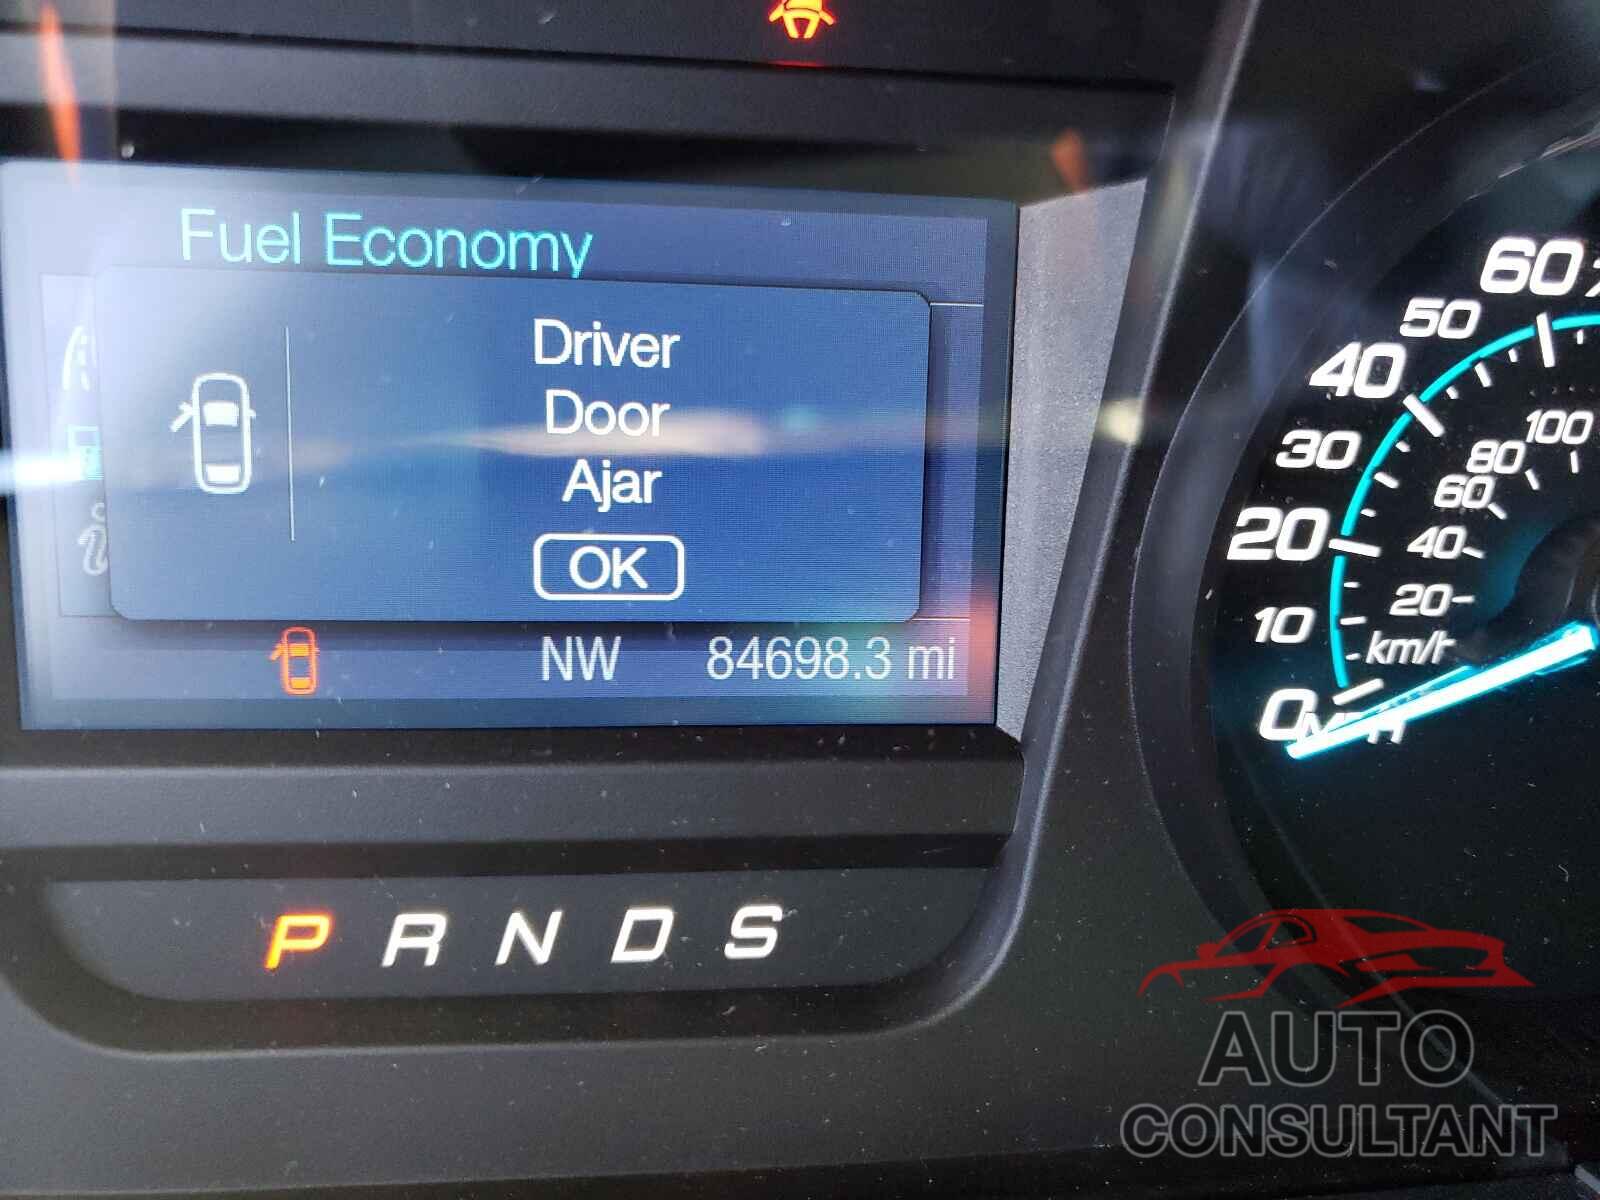 Fuel Economy
Driver
Door
Ajar
OK
NW 84698.3 mi
P R N D S
60
50
40
30
20
10
0
MPH
100
80
60
40
20
km/h
AUTO
CONSULTANT